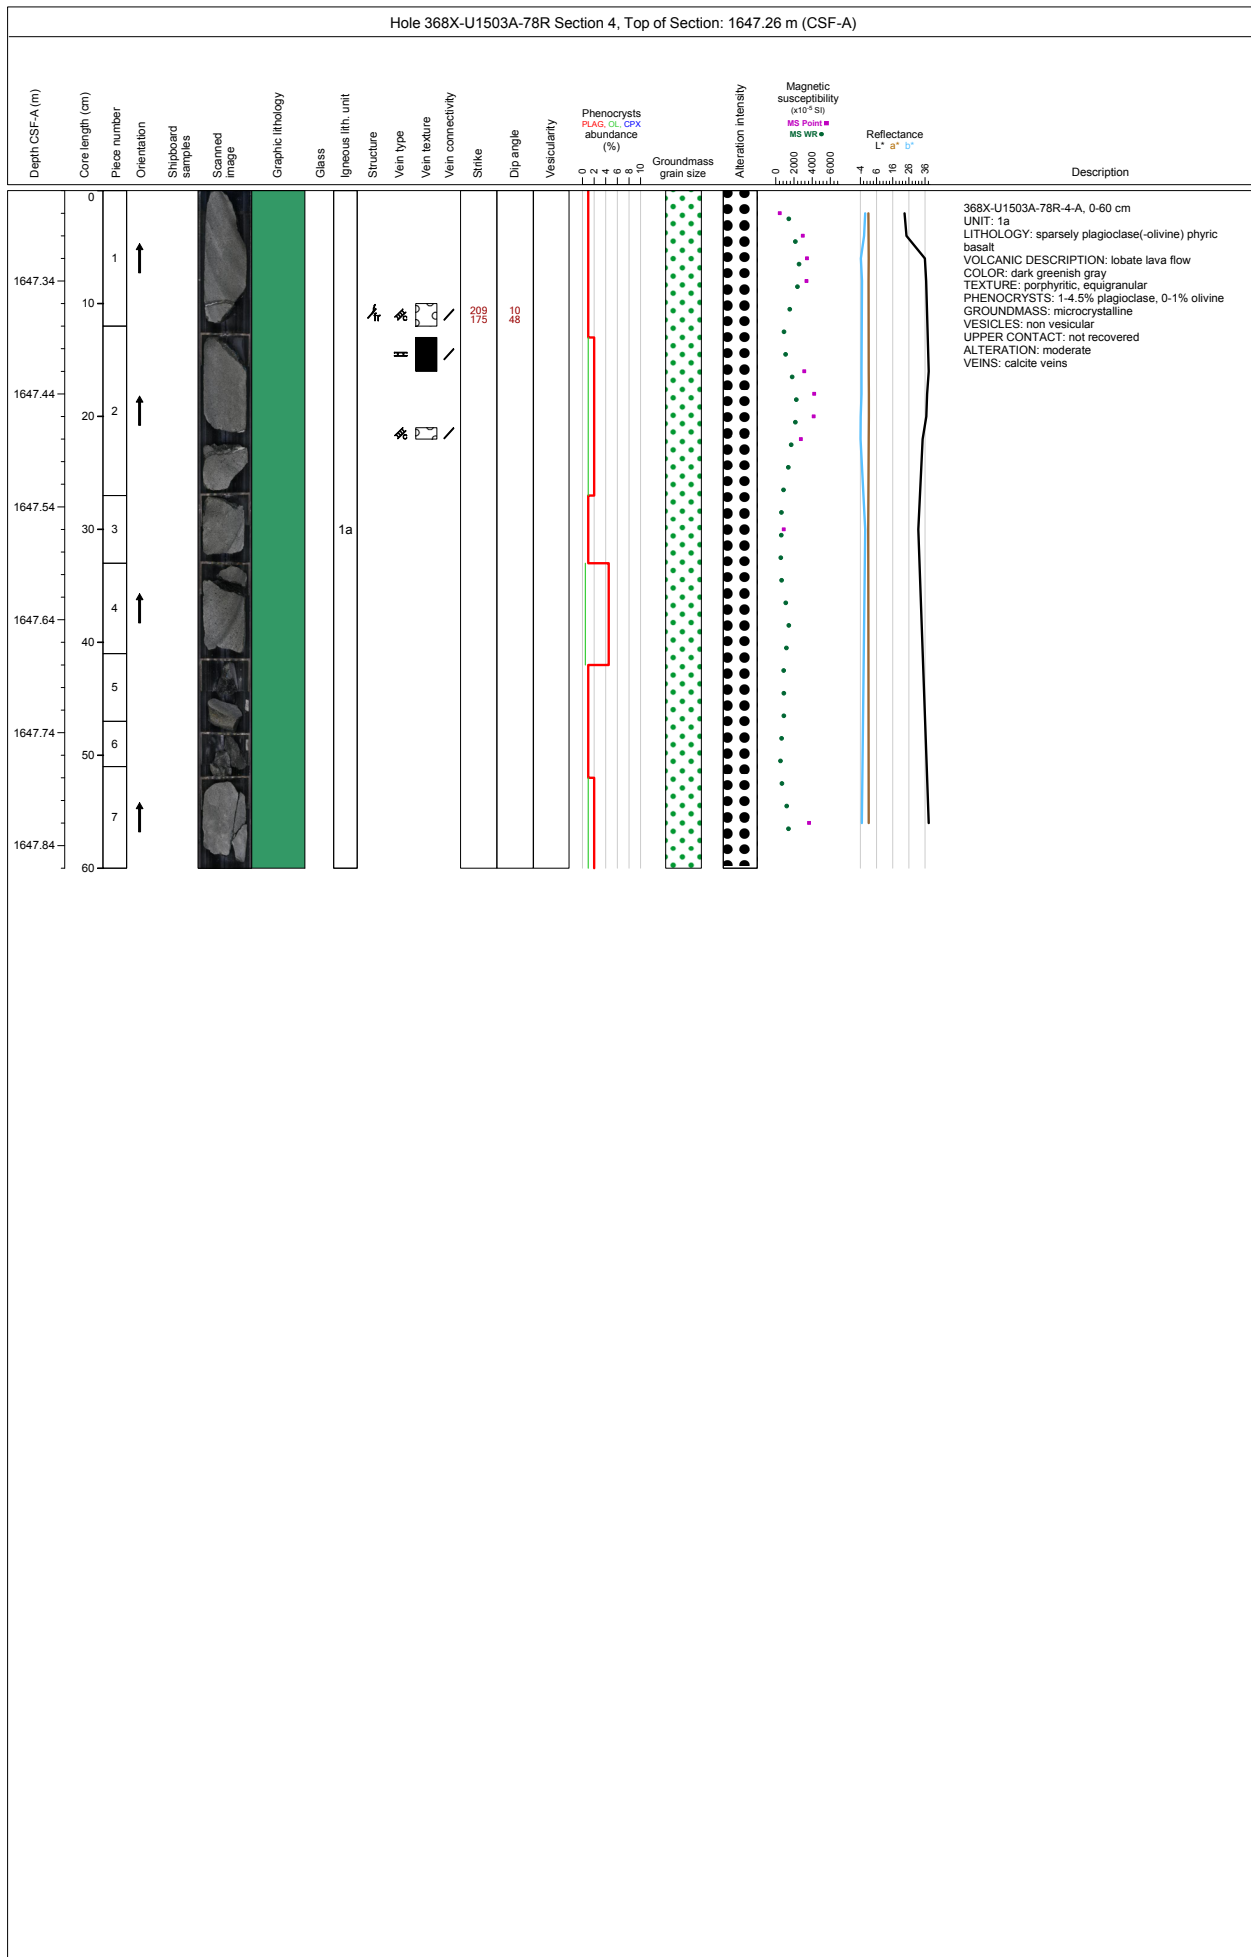 Hole 368X-U1503A-78R Section 4, Top of Section: 1647.26 m (CSF-A)
Depth CSF-A (m)
Core length (cm)
Piece number
Orientation
Shipboard
samples
Scanned
image
Graphic lithology
Glass
Igneous lith. unit
Structure
Vein type
Vein texture
Vein connectivity
Strike
Dip angle
Vesicularity
Phenocrysts
PLAG, OL, CPX
abundance
(%)
0 2 4 6 8 10
Groundmass
grain size
Alteration intensity
Magnetic
susceptibility
(x10-5 SI)
MS Point
MS WR
0 2000 4000 6000
Reflectance
L* a* b*
-4 6 16 26 36
Description
1647.34
1647.44
1647.54
1647.64
1647.74
1647.84
0
10
20
30
40
50
60
1
2
3
4
5
6
7
1a
fr
c
c
209
175
10
48
368X-U1503A-78R-4-A, 0-60 cm
UNIT: 1a
LITHOLOGY: sparsely plagioclase(-olivine) phyric
basalt
VOLCANIC DESCRIPTION: lobate lava flow
COLOR: dark greenish gray
TEXTURE: porphyritic, equigranular
PHENOCRYSTS: 1-4.5% plagioclase, 0-1% olivine
GROUNDMASS: microcrystalline
VESICLES: non vesicular
UPPER CONTACT: not recovered
ALTERATION: moderate
VEINS: calcite veins